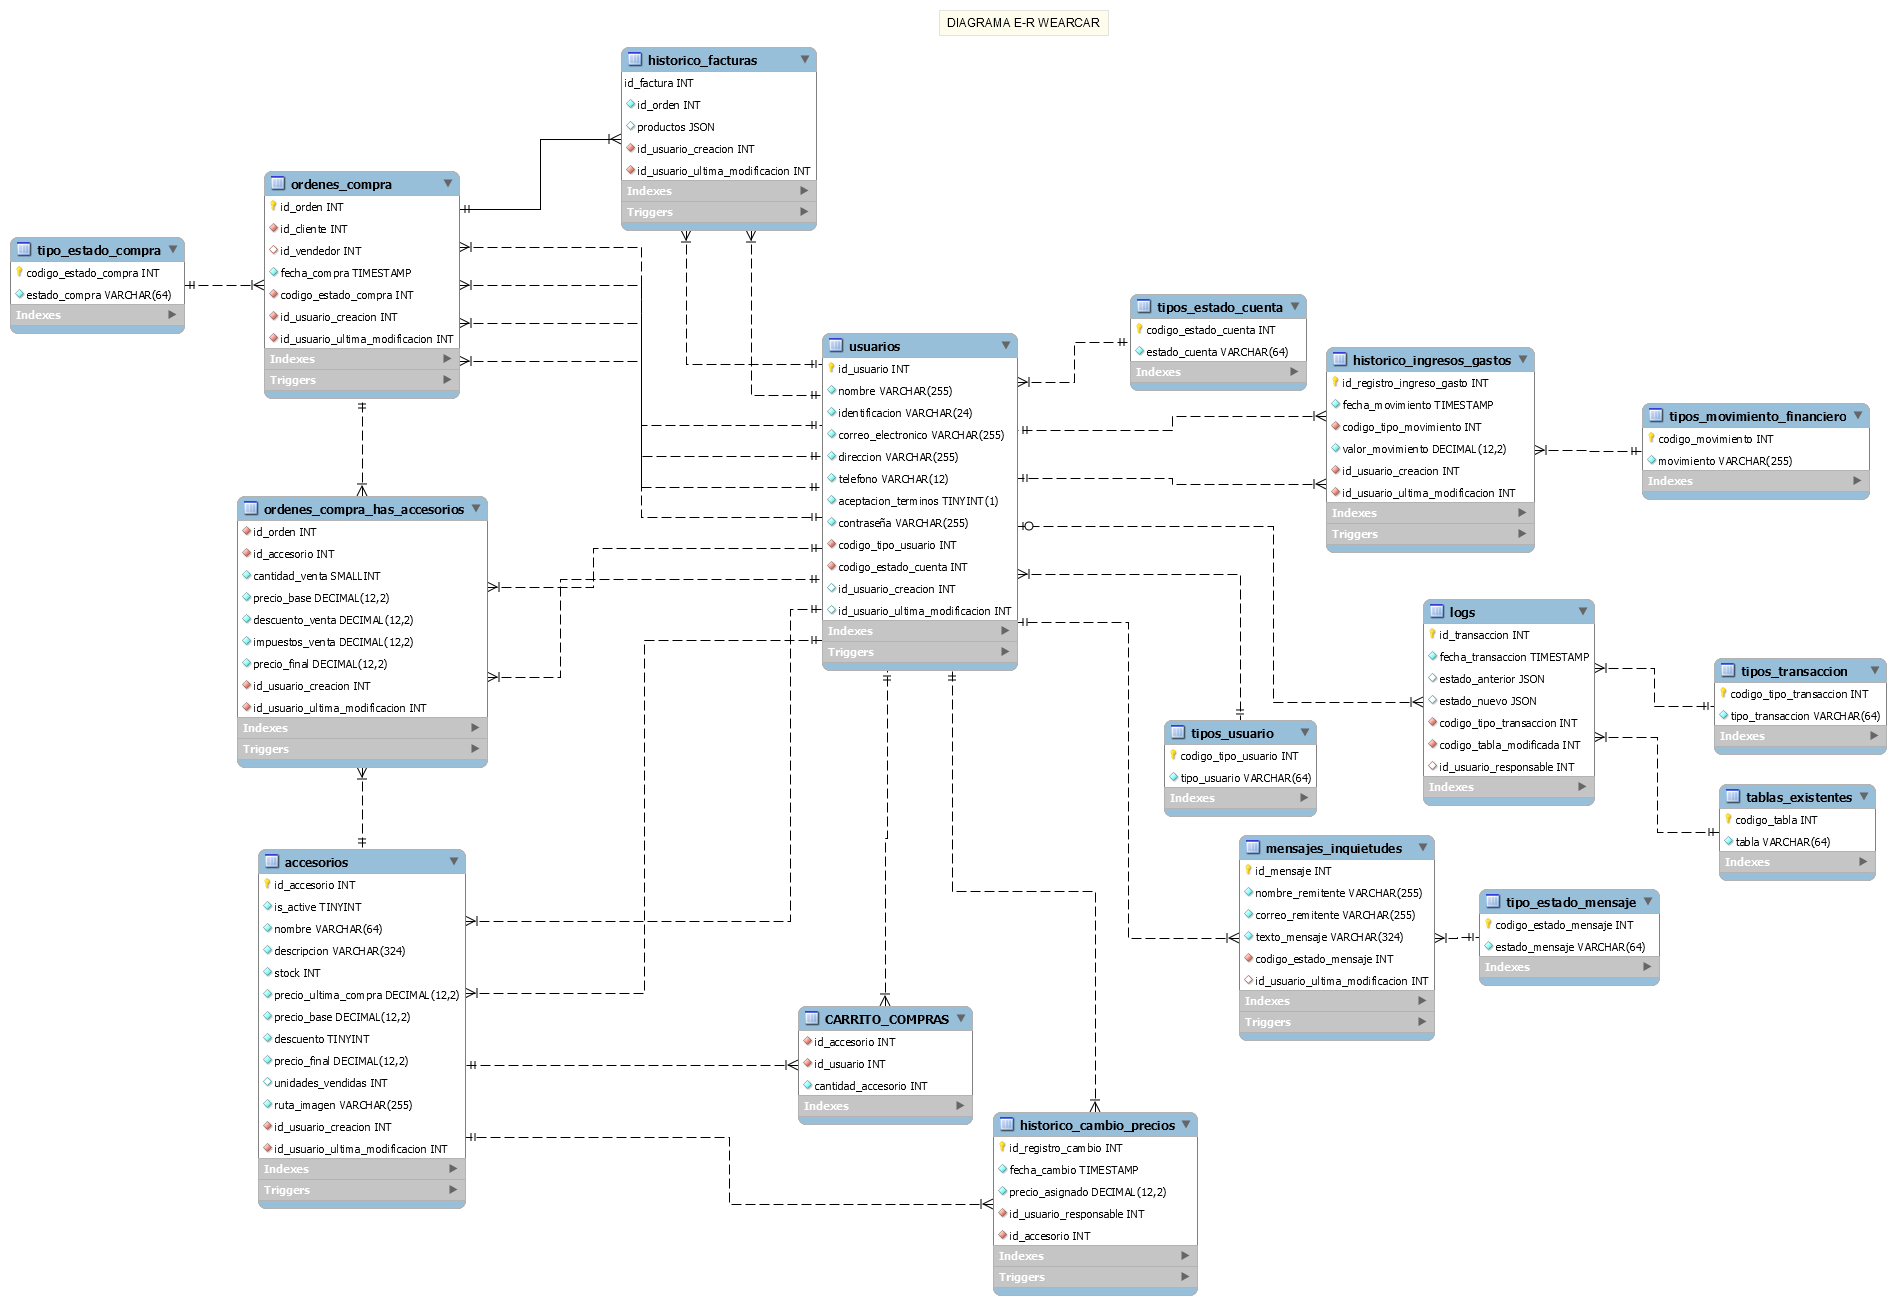 DIAGRAMA E-R WEARCAR
historico_facturas
id_factura INT
id_orden INT
productos JSON
id_usuario_creacion INT
id_usuario_ultima_modificacion INT
Indexes
Triggers
ordenes_compra
id_orden INT
id_cliente INT
id_vendedor INT
fecha_compra TIMESTAMP
codigo_estado_compra INT
id_usuario_creacion INT
id_usuario_ultima_modificacion INT
Indexes
Triggers
tipo_estado_compra
codigo_estado_compra INT
estado_compra VARCHAR(64)
Indexes
usuarios
id_usuario INT
nombre VARCHAR(255)
identificacion VARCHAR(24)
correo_electronico VARCHAR(255)
direccion VARCHAR(255)
telefono VARCHAR(12)
aceptacion_terminos TINYINT(1)
contraseña VARCHAR(255)
codigo_tipo_usuario INT
codigo_estado_cuenta INT
id_usuario_creacion INT
id_usuario_ultima_modificacion INT
Indexes
Triggers
tipos_estado_cuenta
codigo_estado_cuenta INT
estado_cuenta VARCHAR(64)
Indexes
historico_ingresos_gastos
id_registro_ingreso_gasto INT
fecha_movimiento TIMESTAMP
codigo_tipo_movimiento INT
valor_movimiento DECIMAL(12,2)
id_usuario_creacion INT
id_usuario_ultima_modificacion INT
Indexes
Triggers
tipos_movimiento_financiero
codigo_movimiento INT
movimiento VARCHAR(255)
Indexes
ordenes_compra_has_accesorios
id_orden INT
id_accesorio INT
cantidad_venta SMALLINT
precio_base DECIMAL(12,2)
descuento_venta DECIMAL(12,2)
impuestos_venta DECIMAL(12,2)
precio_final DECIMAL(12,2)
id_usuario_creacion INT
id_usuario_ultima_modificacion INT
Indexes
Triggers
logs
id_transaccion INT
fecha_transaccion TIMESTAMP
estado_anterior JSON
estado_nuevo JSON
codigo_tipo_transaccion INT
codigo_tabla_modificada INT
id_usuario_responsable INT
Indexes
tipos_transaccion
codigo_tipo_transaccion INT
tipo_transaccion VARCHAR(64)
Indexes
tipos_usuario
codigo_tipo_usuario INT
tipo_usuario VARCHAR(64)
Indexes
tablas_existentes
codigo_tabla INT
tabla VARCHAR(64)
Indexes
mensajes_inquietudes
id_mensaje INT
nombre_remitente VARCHAR(255)
correo_remitente VARCHAR(255)
texto_mensaje VARCHAR(324)
codigo_estado_mensaje INT
id_usuario_ultima_modificacion INT
Indexes
Triggers
tipo_estado_mensaje
codigo_estado_mensaje INT
estado_mensaje VARCHAR(64)
Indexes
accesorios
id_accesorio INT
is_active TINYINT
nombre VARCHAR(64)
descripcion VARCHAR(324)
stock INT
precio_ultima_compra DECIMAL(12,2)
precio_base DECIMAL(12,2)
descuento TINYINT
precio_final DECIMAL(12,2)
unidades_vendidas INT
ruta_imagen VARCHAR(255)
id_usuario_creacion INT
id_usuario_ultima_modificacion INT
Indexes
Triggers
CARRITO_COMPRAS
id_accesorio INT
id_usuario INT
cantidad_accesorio INT
Indexes
historico_cambio_precios
id_registro_cambio INT
fecha_cambio TIMESTAMP
precio_asignado DECIMAL(12,2)
id_usuario_responsable INT
id_accesorio INT
Indexes
Triggers